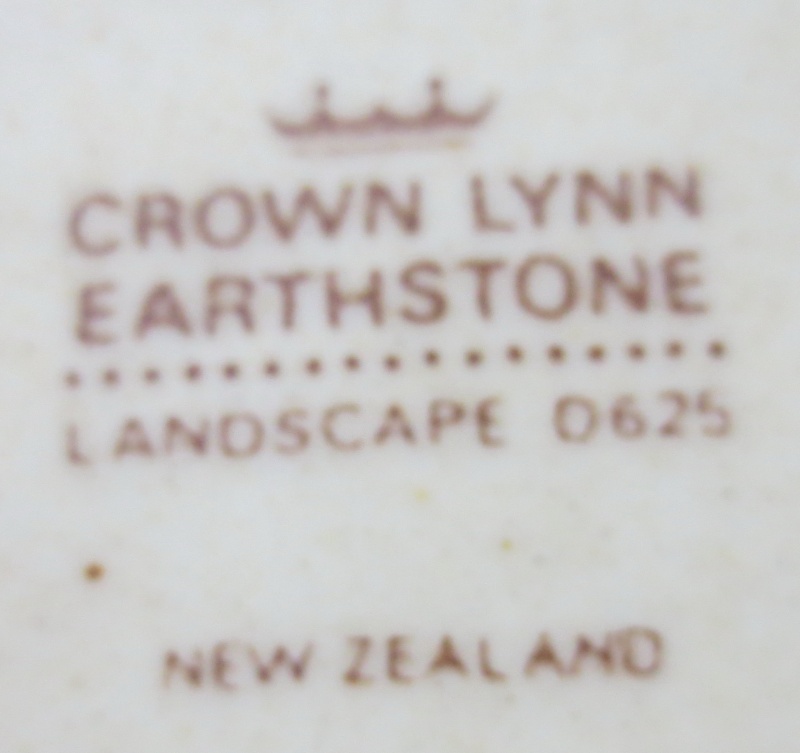 CROWN LYNN
EARTHSTONE
LANDSCAPE D625
NEW ZEALAND